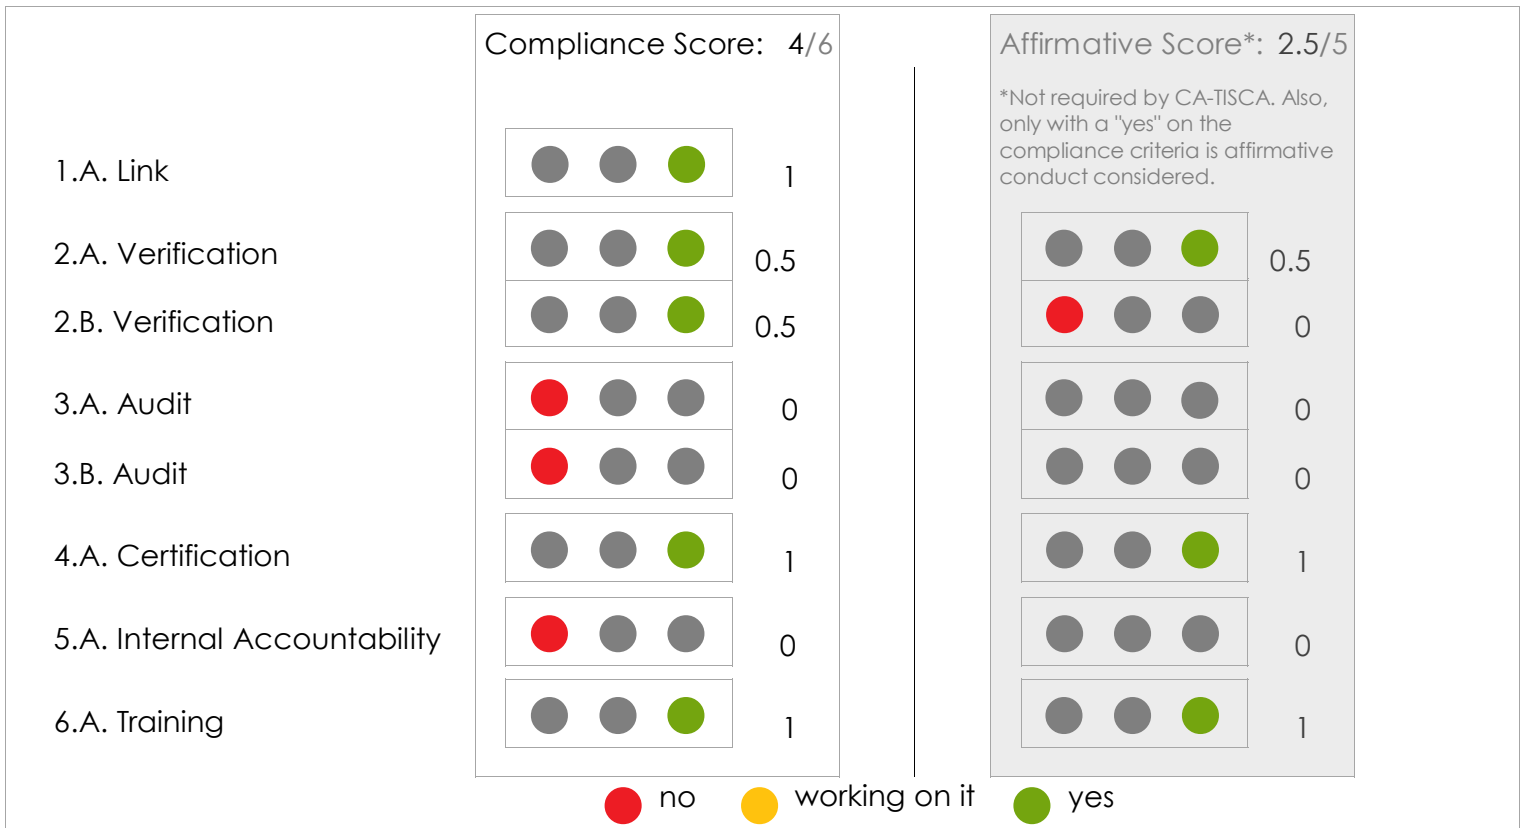 Compliance Score: 4/6
Affirmative Score*: 2.5/5
*Not required by CA-TISCA. Also,
only with a "yes" on the
compliance criteria is affirmative
conduct considered.
1.A. Link 1
2.A. Verification 0.5 0.5
2.B. Verification 0.5 0
3.A. Audit 0 0
3.B. Audit 0 0
4.A. Certification 1 1
5.A. Internal Accountability 0 0
6.A. Training 1 1
no working on it yes